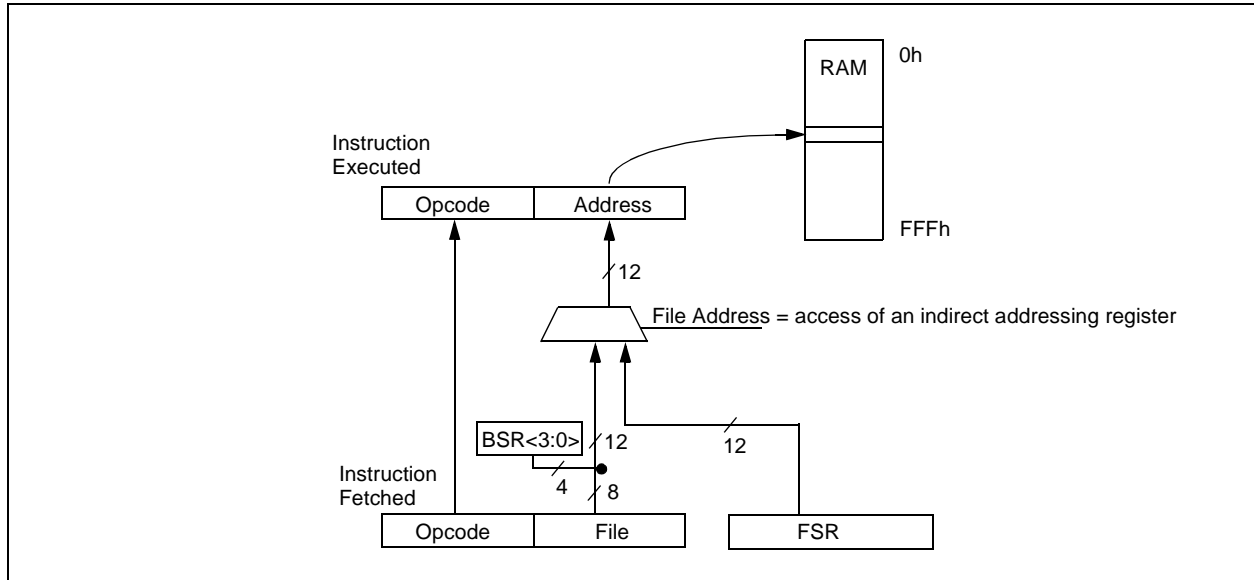 RAM
0h
Instruction
Executed
Opcode
Address
FFFh
12
File Address = access of an indirect addressing register
BSR<3:0>
12
12
4
8
Instruction
Fetched
Opcode
File
FSR